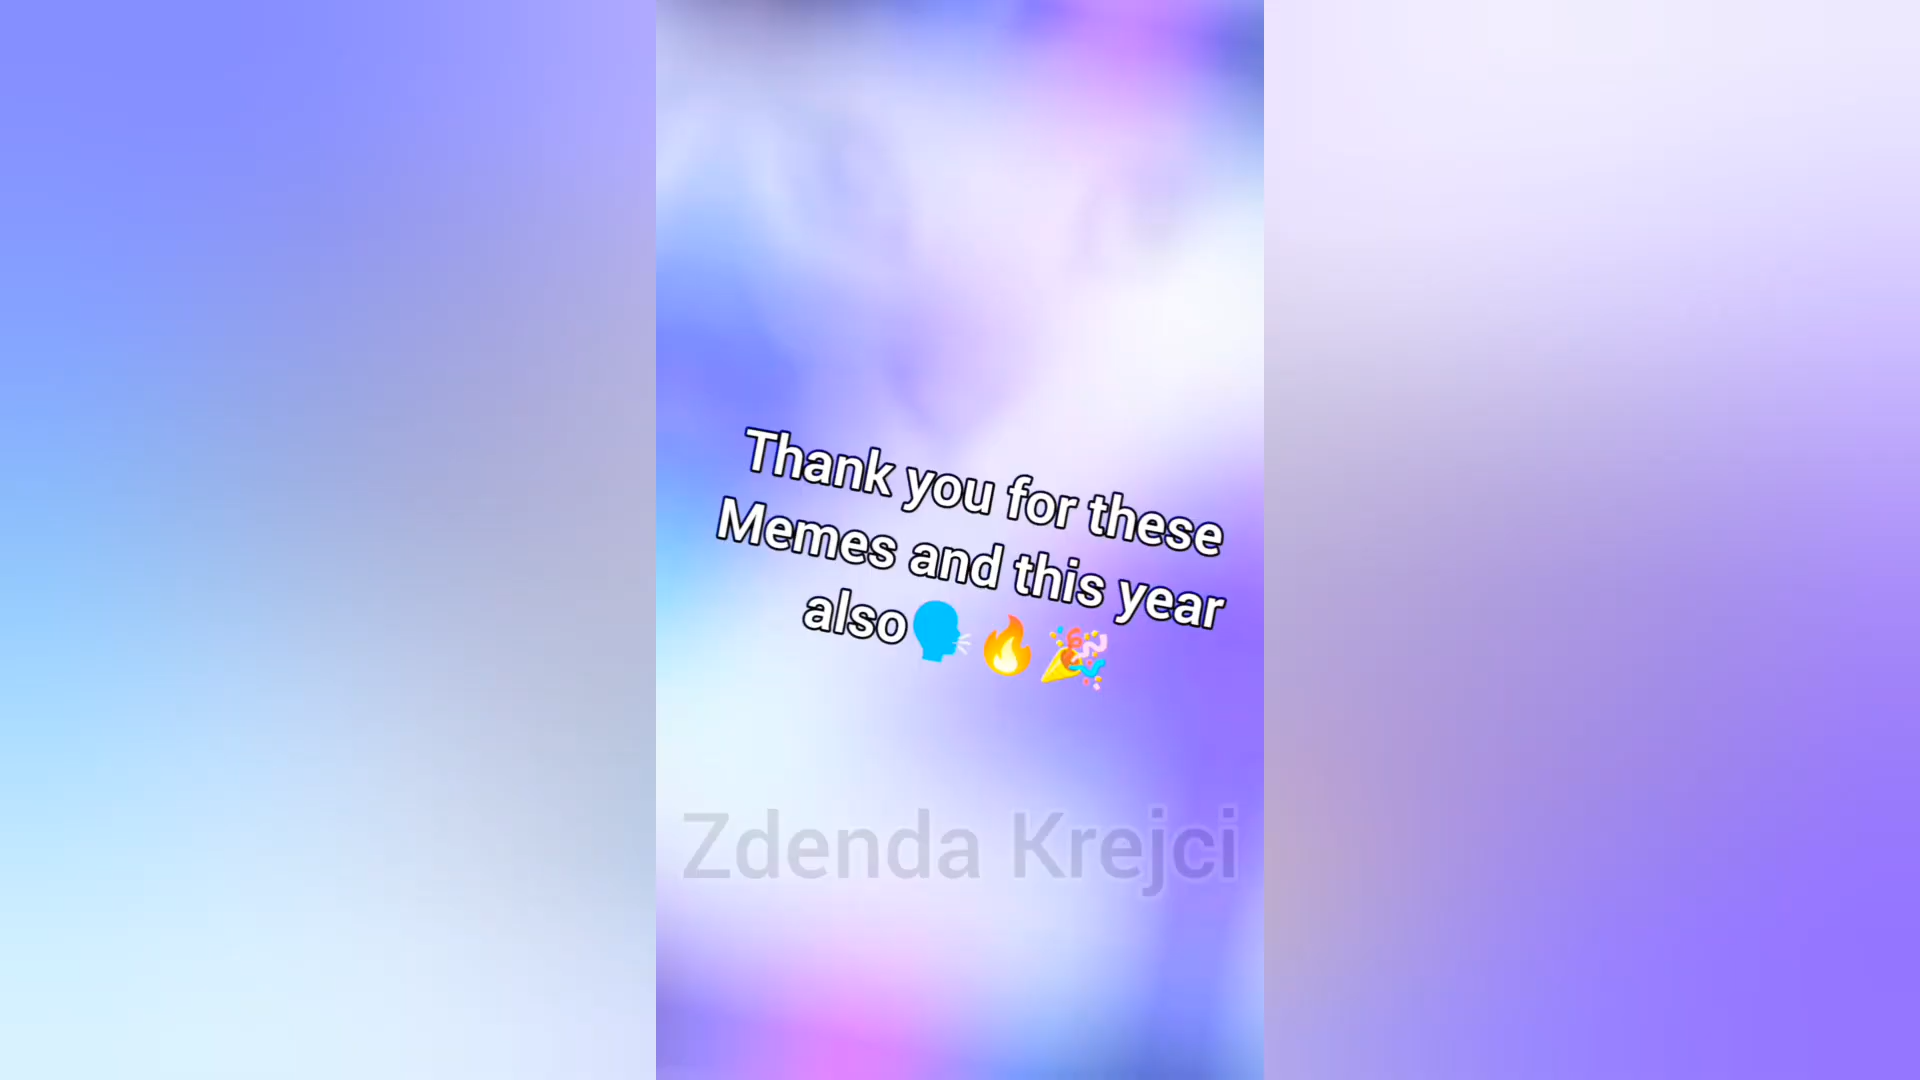 Thank you for these
Memes and this year
also🗣️🔥🎉
Zdenda Krejci